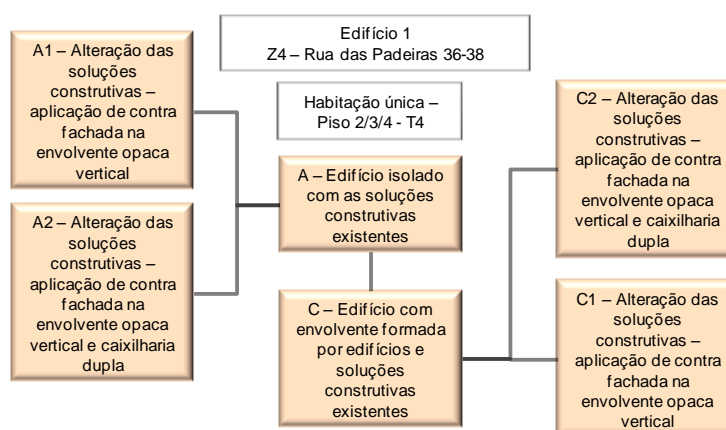 Edifício 1
Z4 – Rua das Padeiras 36-38
Habitação única –
Piso 2/3/4 - T4
A1 – Alteração das
soluções
construtivas –
aplicação de contra
fachada na
envolvente opaca
vertical
A2 – Alteração das
soluções
construtivas –
aplicação de contra
fachada na
envolvente opaca
vertical e caixilharia
dupla
A – Edifício isolado
com as soluções
construtivas
existentes
C – Edifício com
envolvente formada
por edifícios e
soluções
construtivas
existentes
C2 – Alteração das
soluções
construtivas –
aplicação de contra
fachada na
envolvente opaca
vertical e caixilharia
dupla
C1 – Alteração das
soluções
construtivas –
aplicação de contra
fachada na
envolvente opaca
vertical